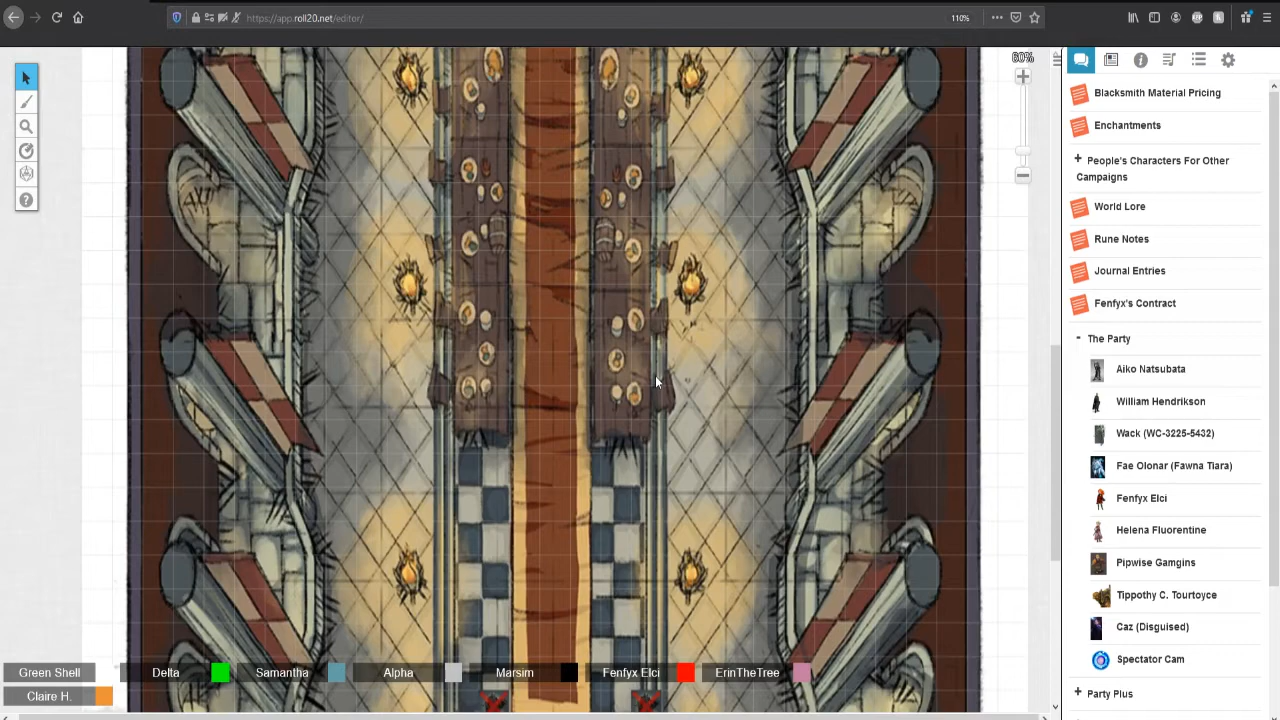 https://app.roll20.net/editor/
110%
60%
Blacksmith Material Pricing
Enchantments
+ People's Characters For Other
Campaigns
World Lore
Rune Notes
Journal Entries
Fenfyx's Contract
- The Party
Aiko Natsubata
William Hendrikson
Wack (WC-3225-5432)
Fae Olonar (Fawna Tiara)
Fenfyx Elci
Helena Fluorentine
Pipwise Gamgins
Tippothy C. Tourtoyce
Caz (Disguised)
Spectator Cam
+ Party Plus
Green Shell
Delta
Samantha
Alpha
Marsim
Fenfyx Elci
ErinTheTree
Claire H.